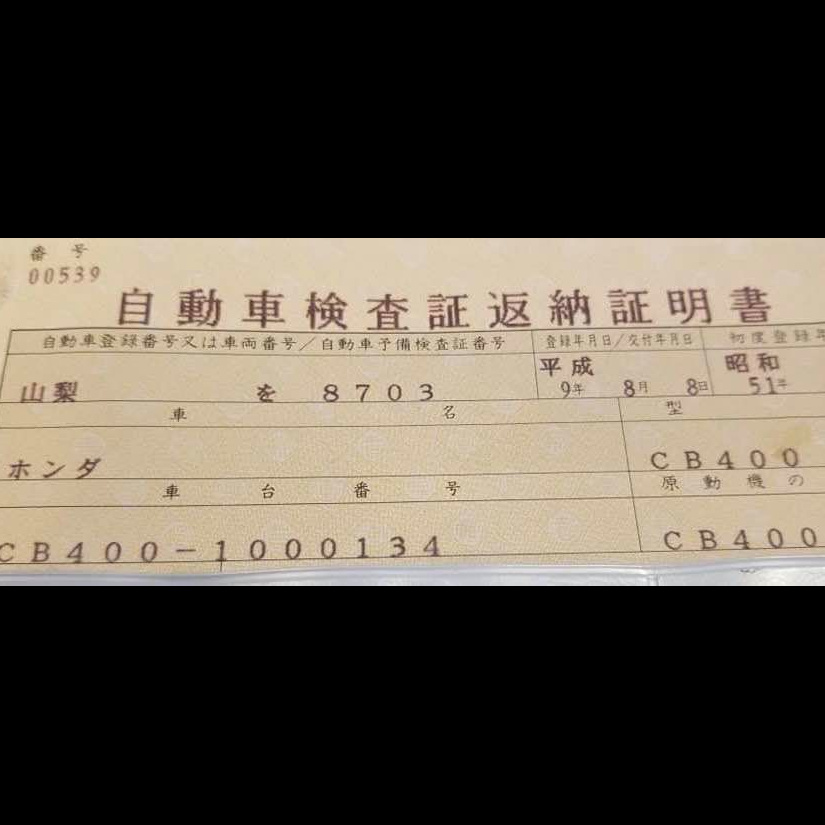 番号
00539
自動車検査証返納証明書
自動車登録番号又は車両番号／自動車予備検査証番号 登録年月日／交付年月日 初度登録年
山梨 を 8703 平成 9年 8月 8日 昭和 51年
車名 型
ホンダ CB400
車台番号 原動機の
CB400-1000134 CB400